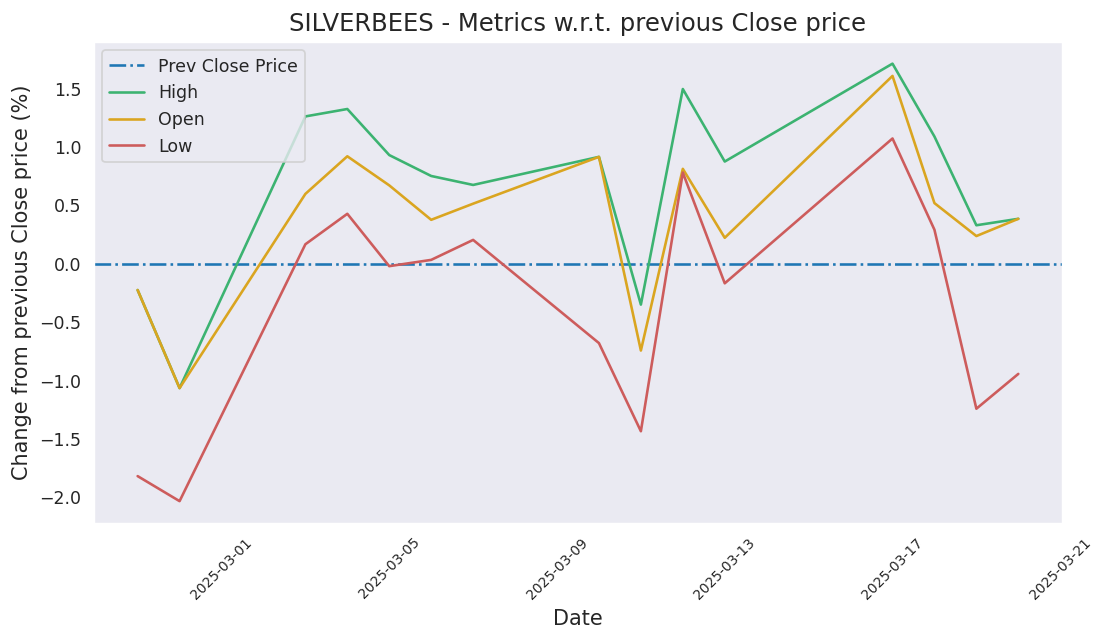 SILVERBEES - Metrics w.r.t. previous Close price
Prev Close Price
High
Open
Low
Change from previous Close price (%)
1.5
1.0
0.5
0.0
−0.5
−1.0
−1.5
−2.0
2025-03-01
2025-03-05
2025-03-09
2025-03-13
2025-03-17
2025-03-21
Date